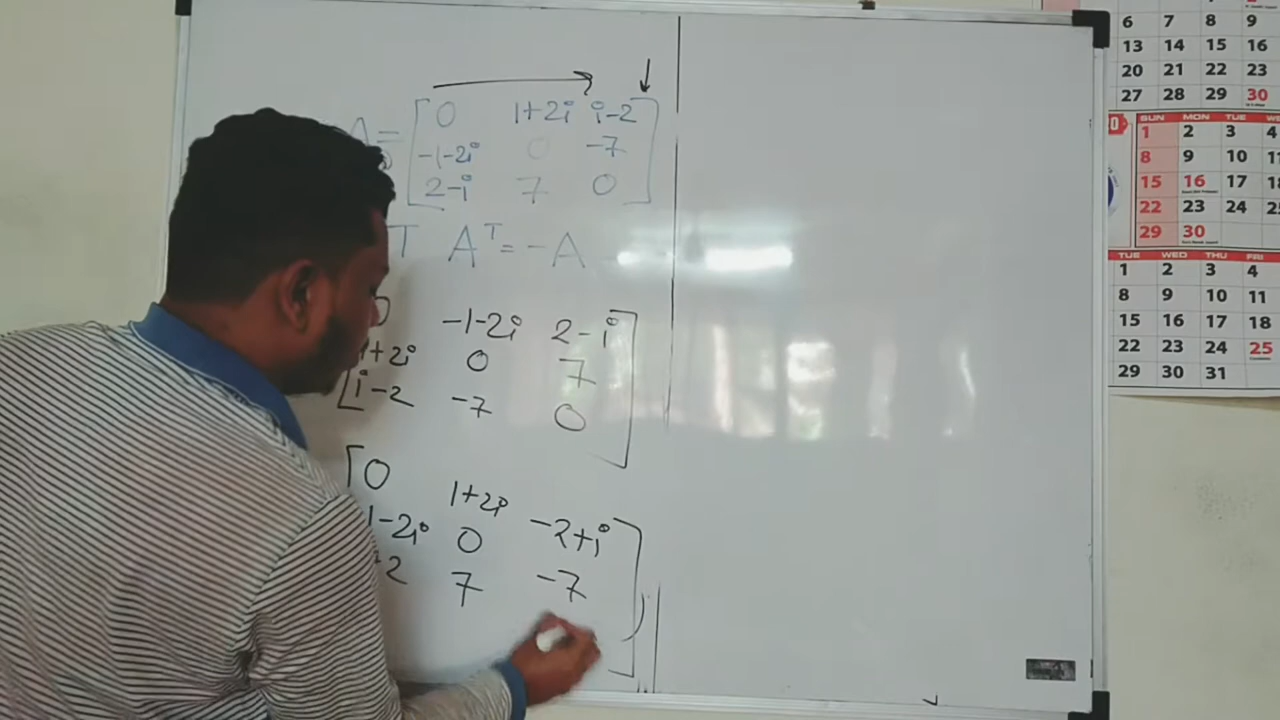 A = [ 0 1+2i i-2
-1-2i 0 -7
2-i 7 0 ]
T A^T = -A
0 -1-2i 2-i
1+2i 0 7
[i-2 -7 0 ]
[0 1+2i -2+i
1-2i 0 -7
+2 7
6 7 8 9
13 14 15 16
20 21 22 23
27 28 29 30
SUN MON TUE WE
1 2 3 4
8 9 10 11
15 16 17 18
22 23 24 25
29 30
TUE WED THU FRI
1 2 3 4
8 9 10 11
15 16 17 18
22 23 24 25
29 30 31